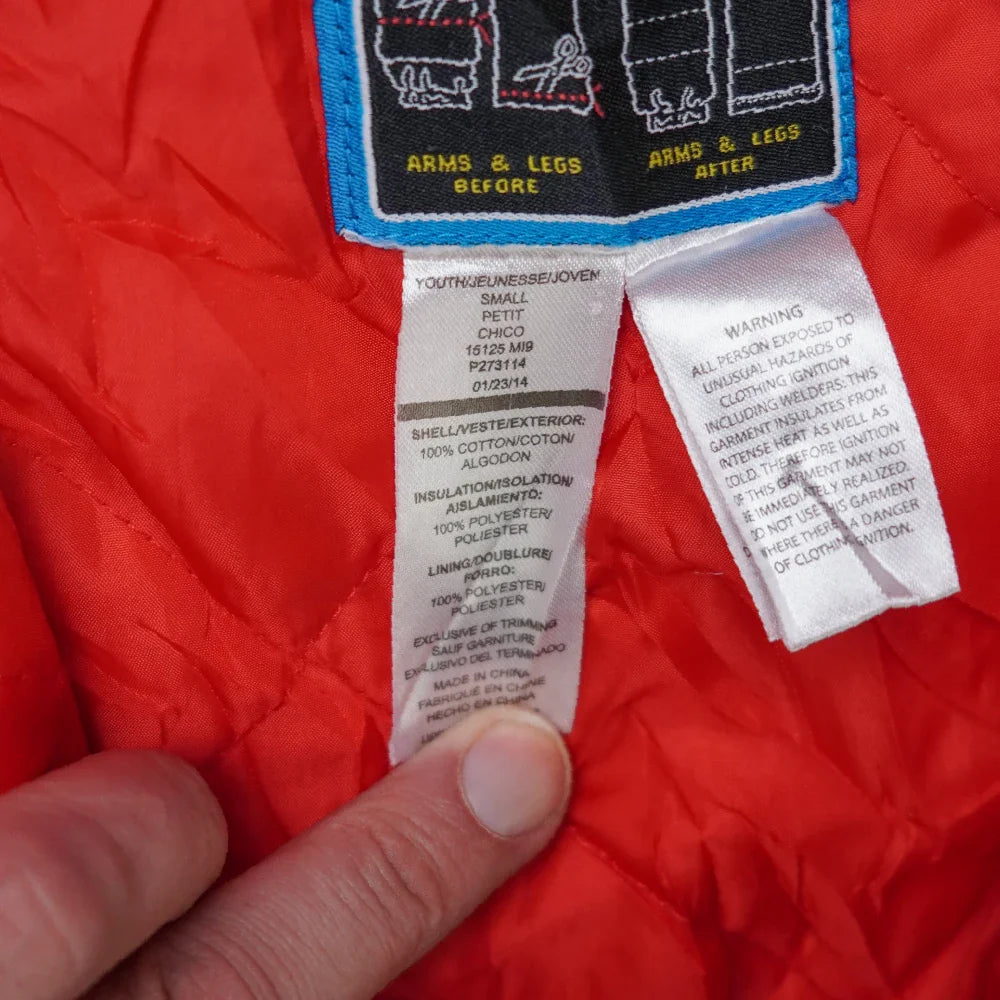 ARMS & LEGS
BEFORE
ARMS & LEGS
AFTER
YOUTH/JEUNESSE/JOVEN
SMALL
PETIT
CHICO
15125 MI9
P273114
01/23/14
SHELL/VESTE/EXTERIOR:
100% COTTON/COTON/
ALGODON
INSULATION/ISOLATION/
AISLAMIENTO:
100% POLYESTER/
POLIESTER
LINING/DOUBLURE/
FORRO:
100% POLYESTER/
POLIESTER
EXCLUSIVE OF TRIMMING
SAUF GARNITURE
EXCLUSIVO DEL TERMINADO
MADE IN CHINA
FABRIQUE EN CHINE
HECHO EN CHINA
WARNING
ALL PERSON EXPOSED TO
UNUSUAL HAZARDS OF
CLOTHING IGNITION
INCLUDING WELDERS: THIS
GARMENT INSULATES FROM
INTENSE HEAT AS WELL AS
COLD. THEREFORE IGNITION
OF THIS GARMENT MAY NOT
BE IMMEDIATELY REALIZED.
DO NOT USE THIS GARMENT
WHERE THERE IS A DANGER
OF CLOTHING IGNITION.